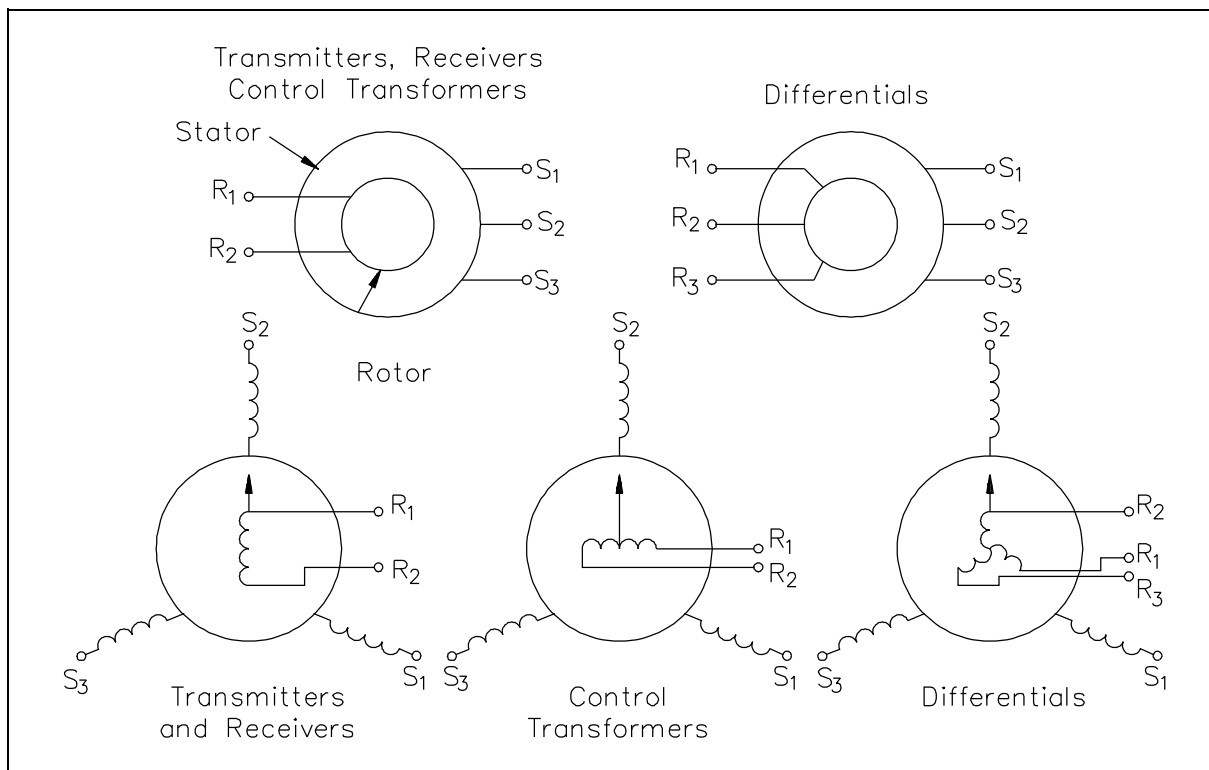 Transmitters, Receivers
Control Transformers
Differentials
Stator
R1
R2
S1
S2
S3
R1
R2
R3
S1
S2
S3
Rotor
S2
S2
S2
R1
R2
R1
R2
R2
R1
R3
S3
S1
S3
S1
S3
S1
Transmitters
and Receivers
Control
Transformers
Differentials